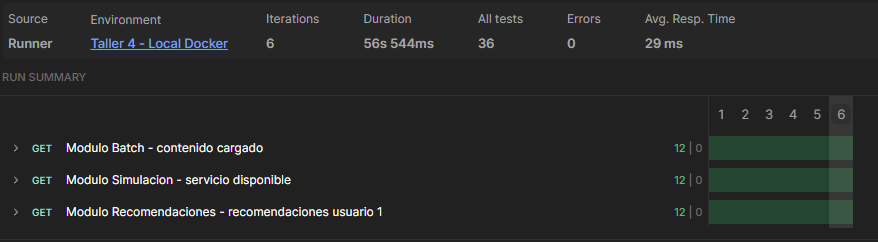 Source Environment Iterations Duration All tests Errors Avg. Resp. Time
Runner Taller 4 - Local Docker 6 56s 544ms 36 0 29 ms
RUN SUMMARY
1 2 3 4 5 6
GET Modulo Batch - contenido cargado 12 | 0
GET Modulo Simulacion - servicio disponible 12 | 0
GET Modulo Recomendaciones - recomendaciones usuario 1 12 | 0